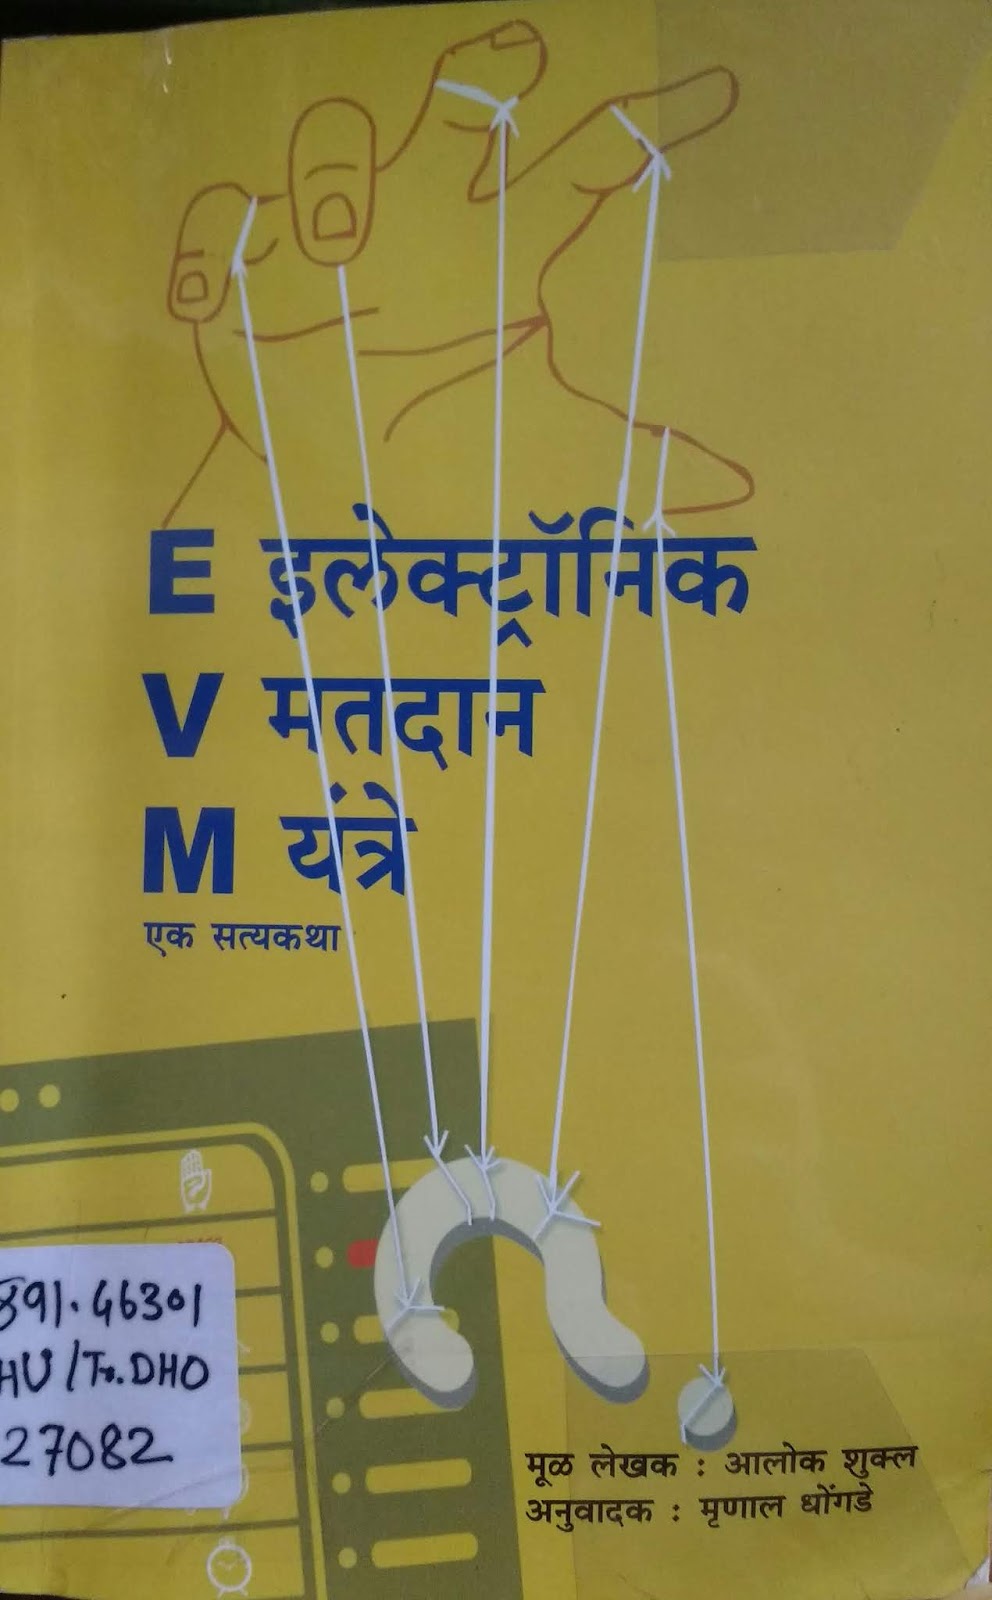 E इलेक्ट्रॉनिक
V मतदान
M यंत्रे
एक सत्यकथा
891.46301
HU/Tr.DHO
27082
मूळ लेखक : आलोक शुक्ल
अनुवादक : मृणाल धोंगडे